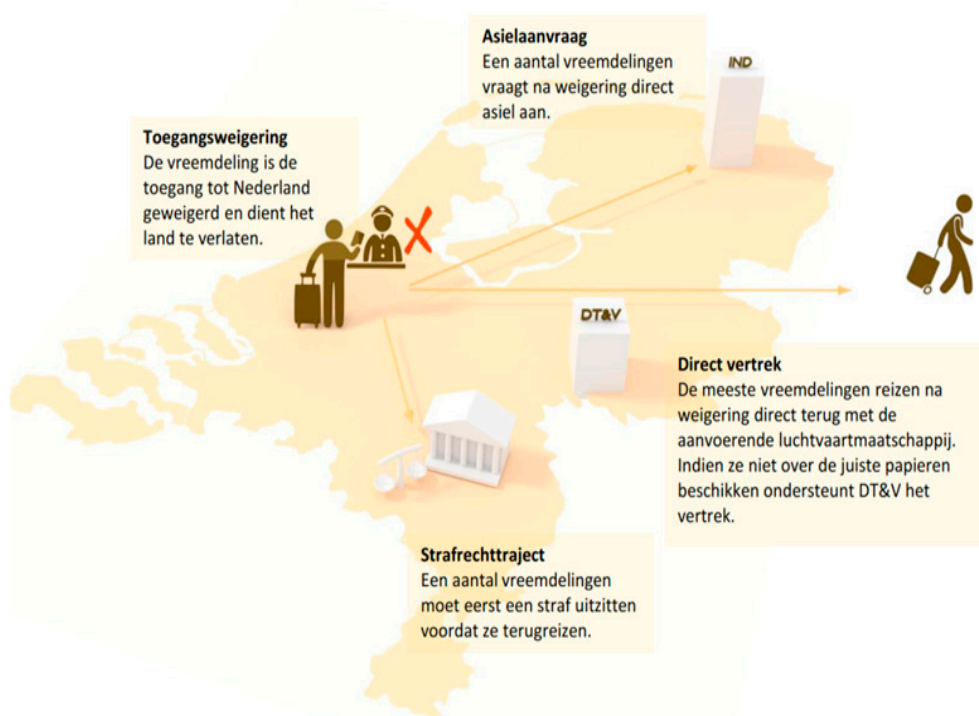 Asielaanvraag
Een aantal vreemdelingen
vraagt na weigering direct
asiel aan.
IND
Toegangsweigering
De vreemdeling is de
toegang tot Nederland
geweigerd en dient het
land te verlaten.
DT&V
Direct vertrek
De meeste vreemdelingen reizen na
weigering direct terug met de
aanvoerende luchtvaartmaatschappij.
Indien ze niet over de juiste papieren
beschikken ondersteunt DT&V het
vertrek.
Strafrechttraject
Een aantal vreemdelingen
moet eerst een straf uitzitten
voordat ze terugreizen.